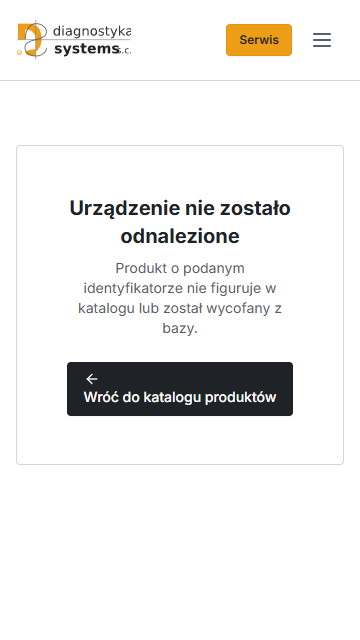 diagnostyka
systems s.c.
Serwis
Urządzenie nie zostało
odnalezione
Produkt o podanym
identyfikatorze nie figuruje w
katalogu lub został wycofany z
bazy.
Wróć do katalogu produktów